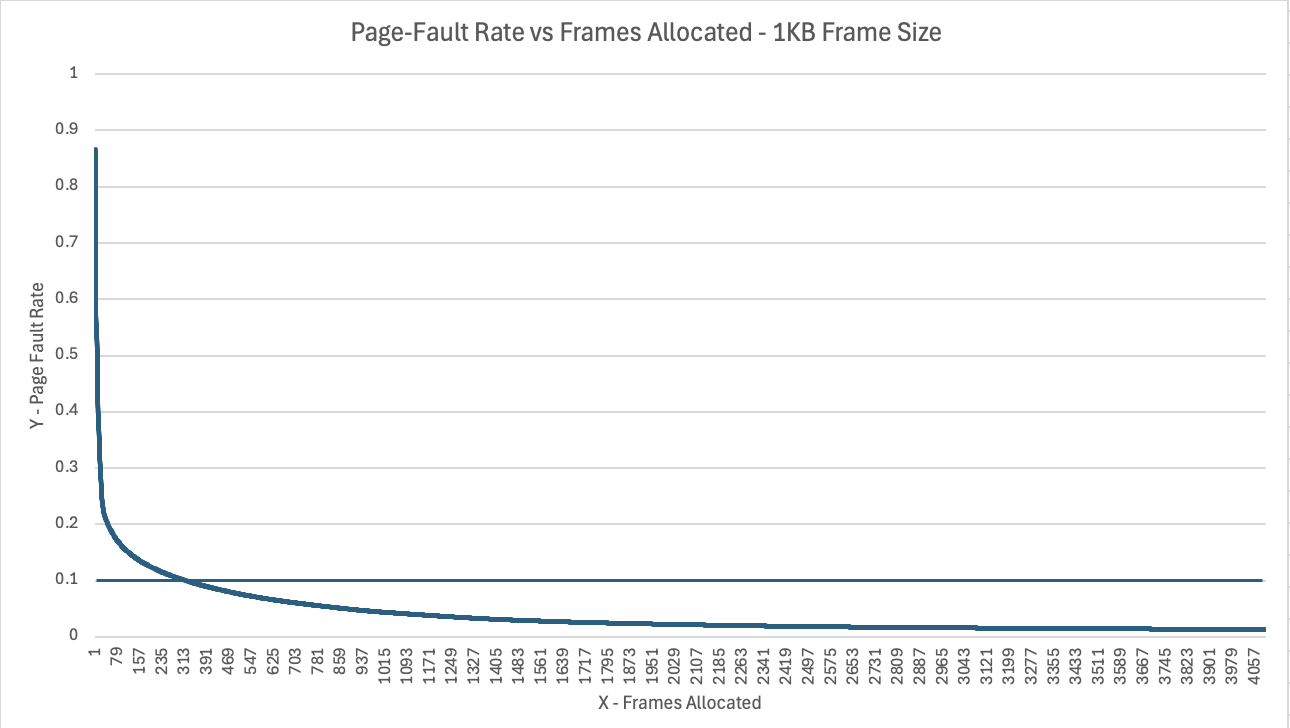 Page-Fault Rate vs Frames Allocated - 1KB Frame Size
1
0.9
0.8
0.7
0.6
0.5
0.4
0.3
0.2
0.1
0
Y - Page Fault Rate
1 79 157 235 313 391 469 547 625 703 781 859 937 1015 1093 1171 1249 1327 1405 1483 1561 1639 1717 1795 1873 1951 2029 2107 2185 2263 2341 2419 2497 2575 2653 2731 2809 2887 2965 3043 3121 3199 3277 3355 3433 3511 3589 3667 3745 3823 3901 3979 4057
X - Frames Allocated